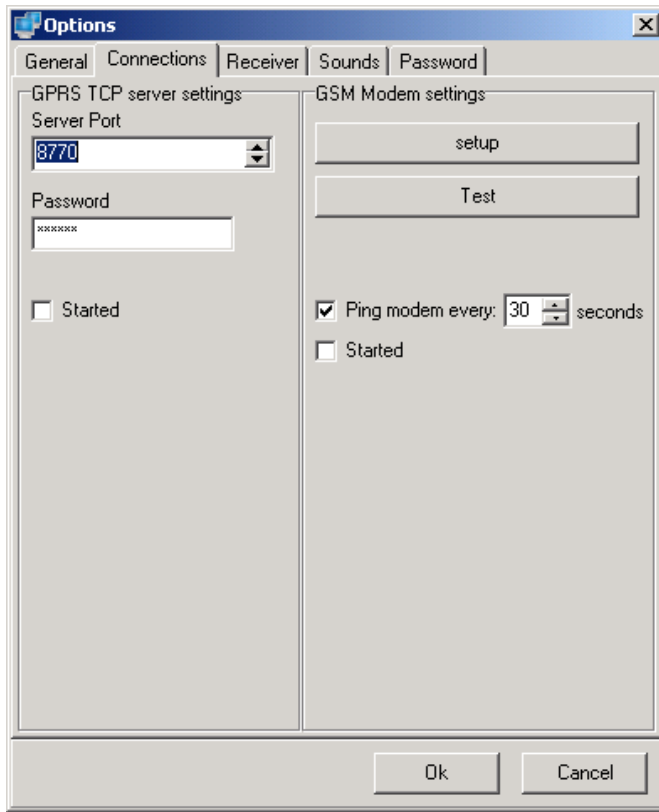 Options
General Connections Receiver Sounds Password
GPRS TCP server settings
Server Port
8770
Password
******
Started
GSM Modem settings
setup
Test
Ping modem every: 30 seconds
Started
Ok Cancel